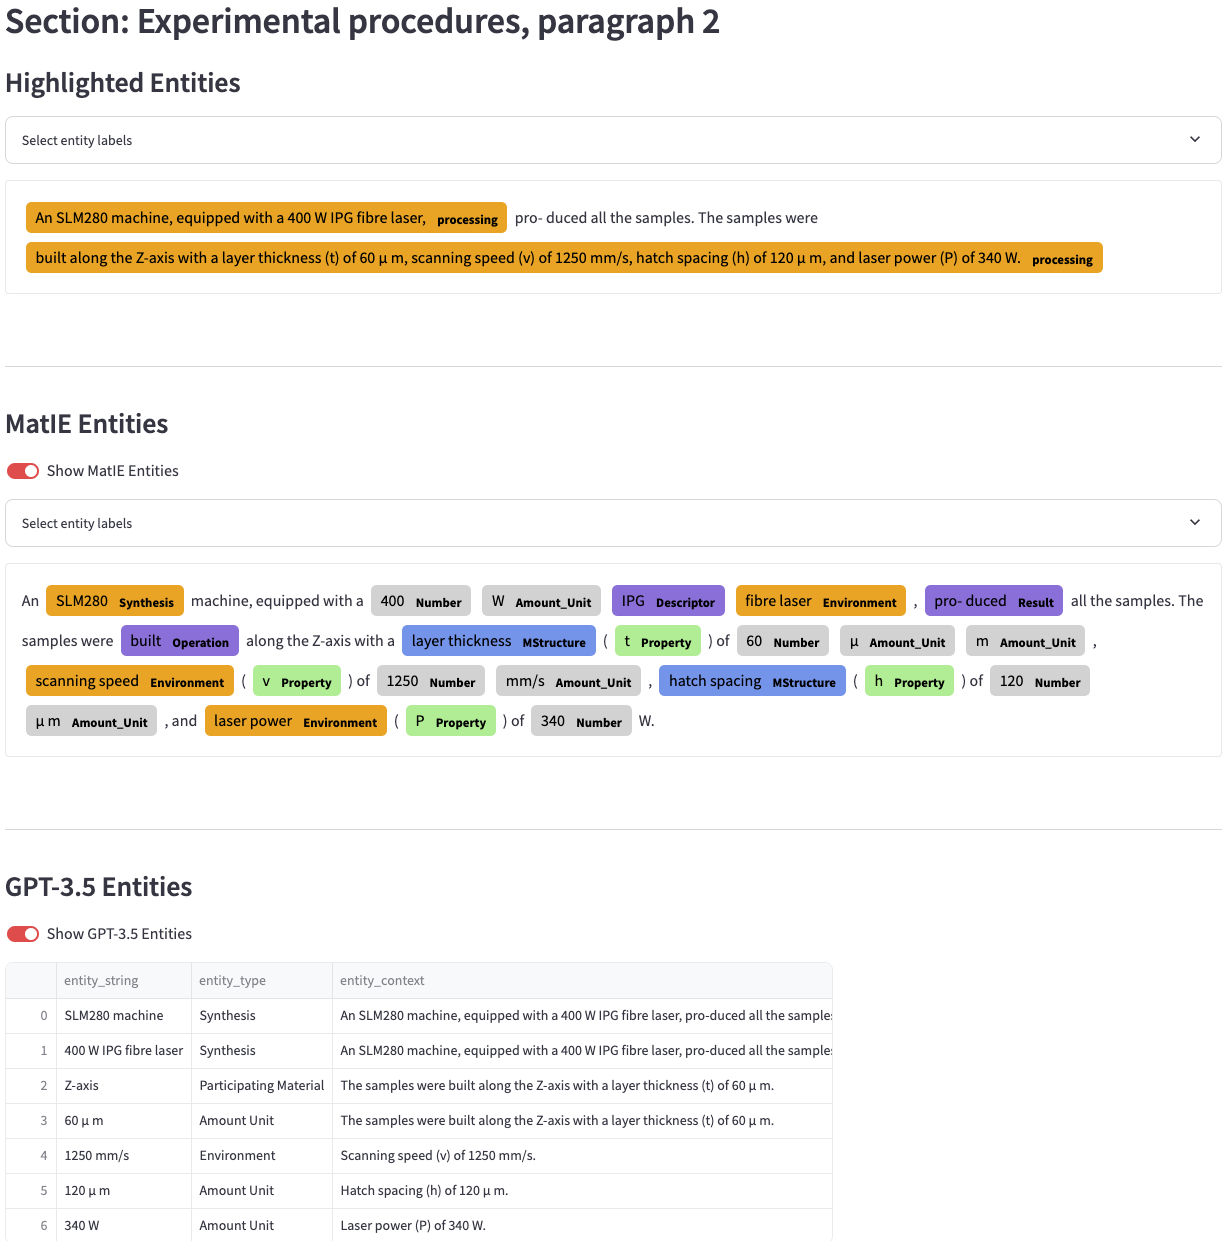 Section: Experimental procedures, paragraph 2
Highlighted Entities
Select entity labels
An SLM280 machine, equipped with a 400 W IPG fibre laser, processing pro- duced all the samples. The samples were
built along the Z-axis with a layer thickness (t) of 60 μ m, scanning speed (v) of 1250 mm/s, hatch spacing (h) of 120 μ m, and laser power (P) of 340 W. processing
MatIE Entities
Show MatIE Entities
Select entity labels
An SLM280 Synthesis machine, equipped with a 400 Number W Amount_Unit IPG Descriptor fibre laser Environment , pro- duced Result all the samples. The
samples were built Operation along the Z-axis with a layer thickness MStructure ( t Property ) of 60 Number μ Amount_Unit m Amount_Unit ,
scanning speed Environment ( v Property ) of 1250 Number mm/s Amount_Unit , hatch spacing MStructure ( h Property ) of 120 Number
μ m Amount_Unit , and laser power Environment ( P Property ) of 340 Number W.
GPT-3.5 Entities
Show GPT-3.5 Entities
entity_string entity_type entity_context
0 SLM280 machine Synthesis An SLM280 machine, equipped with a 400 W IPG fibre laser, pro-duced all the sample
1 400 W IPG fibre laser Synthesis An SLM280 machine, equipped with a 400 W IPG fibre laser, pro-duced all the sample
2 Z-axis Participating Material The samples were built along the Z-axis with a layer thickness (t) of 60 μ m.
3 60 μ m Amount Unit The samples were built along the Z-axis with a layer thickness (t) of 60 μ m.
4 1250 mm/s Environment Scanning speed (v) of 1250 mm/s.
5 120 μ m Amount Unit Hatch spacing (h) of 120 μ m.
6 340 W Amount Unit Laser power (P) of 340 W.